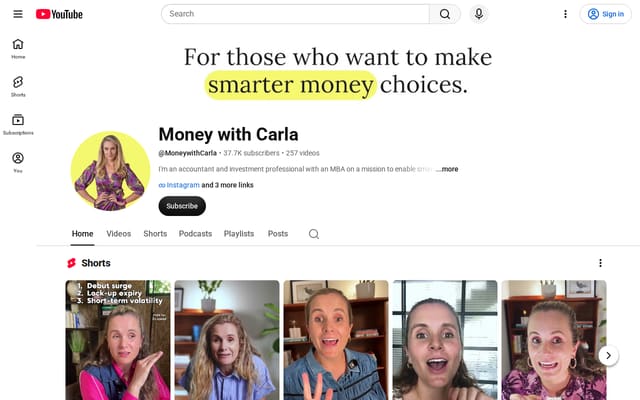 YouTube
Search
Sign in
Home
Shorts
Subscriptions
You
For those who want to make
smarter money choices.
Money with Carla
@MoneywithCarla • 37.7K subscribers • 257 videos
I'm an accountant and investment professional with an MBA on a mission to enable smar ...more
Instagram and 3 more links
Subscribe
Home Videos Shorts Podcasts Playlists Posts
Shorts
1. Debut surge
2. Lock-up expiry
3. Short-term volatility